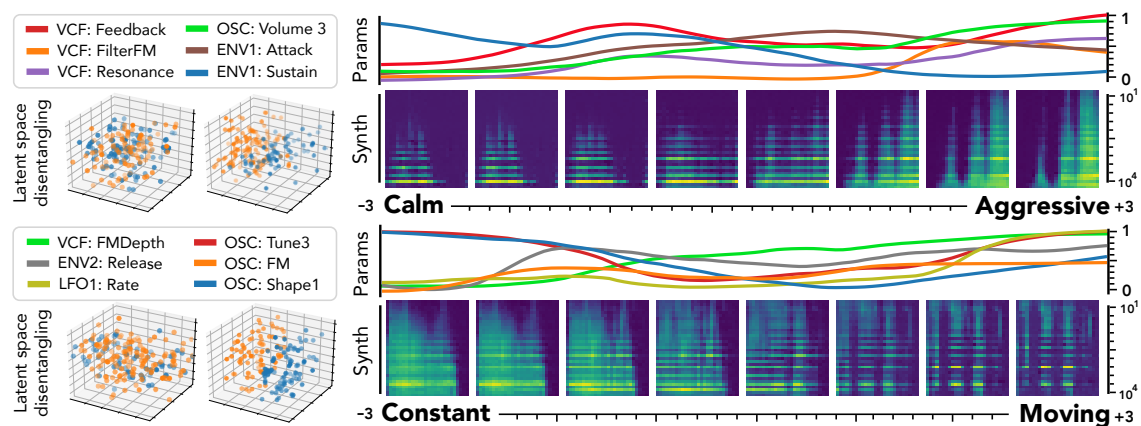 VCF: Feedback
OSC: Volume 3
VCF: FilterFM
ENV1: Attack
VCF: Resonance
ENV1: Sustain
Params
1
0
Latent space
disentangling
Synth
10¹
10⁴
-3 Calm
Aggressive +3
VCF: FMDepth
OSC: Tune3
ENV2: Release
OSC: FM
LFO1: Rate
OSC: Shape1
Params
1
0
Latent space
disentangling
Synth
10¹
10⁴
-3 Constant
Moving +3